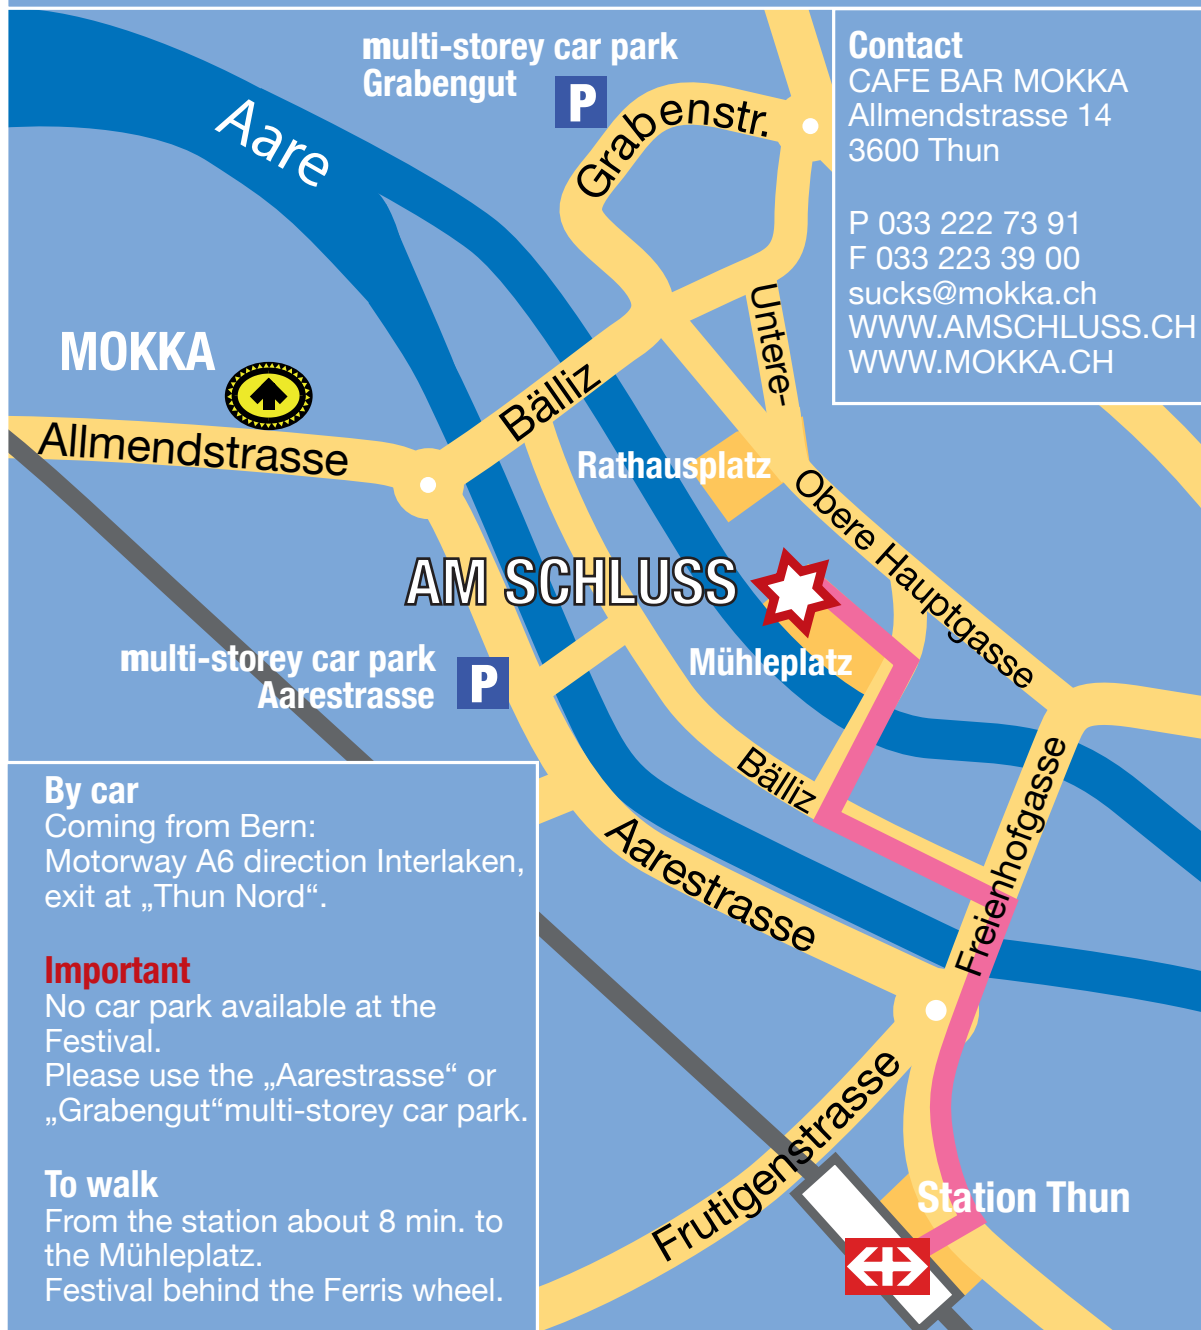 multi-storey car park
Grabengut
P
Grabenstr.
Contact
CAFE BAR MOKKA
Allmendstrasse 14
3600 Thun
P 033 222 73 91
F 033 223 39 00
sucks@mokka.ch
WWW.AMSCHLUSS.CH
WWW.MOKKA.CH
Aare
Untere-
MOKKA
Bälliz
Allmendstrasse
Rathausplatz
Obere Hauptgasse
AM SCHLUSS
multi-storey car park
Aarestrasse
P
Mühleplatz
Bälliz
Freienhofgasse
Aarestrasse
By car
Coming from Bern:
Motorway A6 direction Interlaken,
exit at „Thun Nord“.
Important
No car park available at the
Festival.
Please use the „Aarestrasse“ or
„Grabengut“multi-storey car park.
To walk
From the station about 8 min. to
the Mühleplatz.
Festival behind the Ferris wheel.
Frutigenstrasse
Station Thun